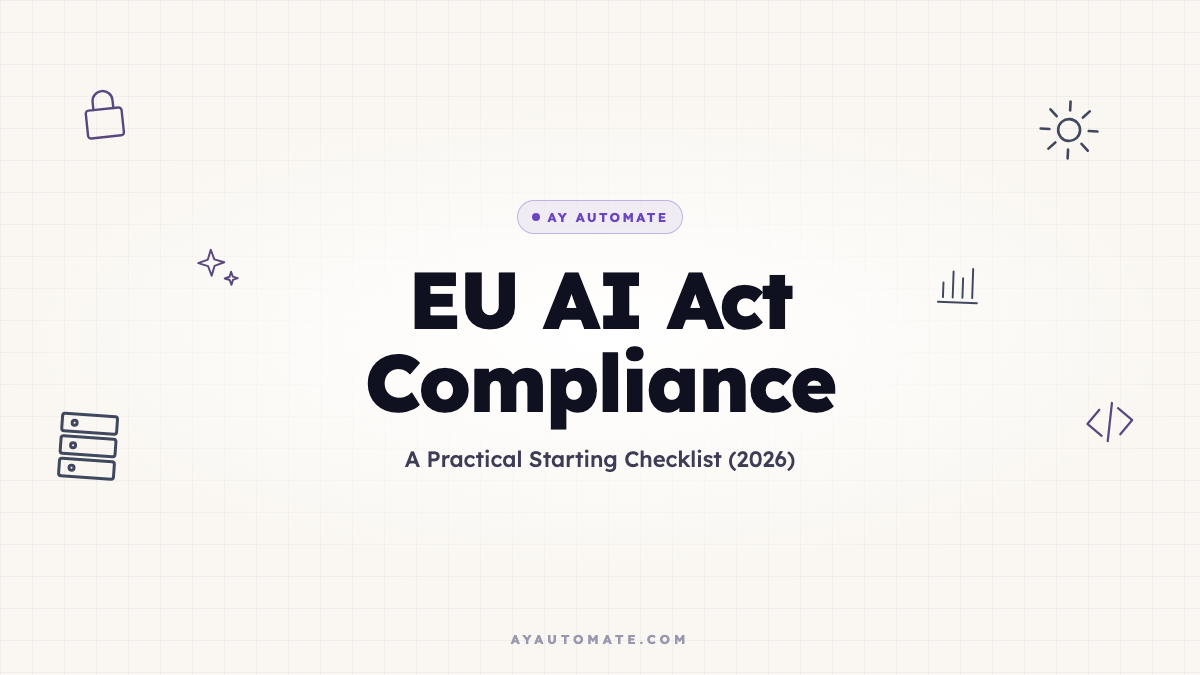 AY AUTOMATE
EU AI Act
Compliance
A Practical Starting Checklist (2026)
AYAUTOMATE.COM